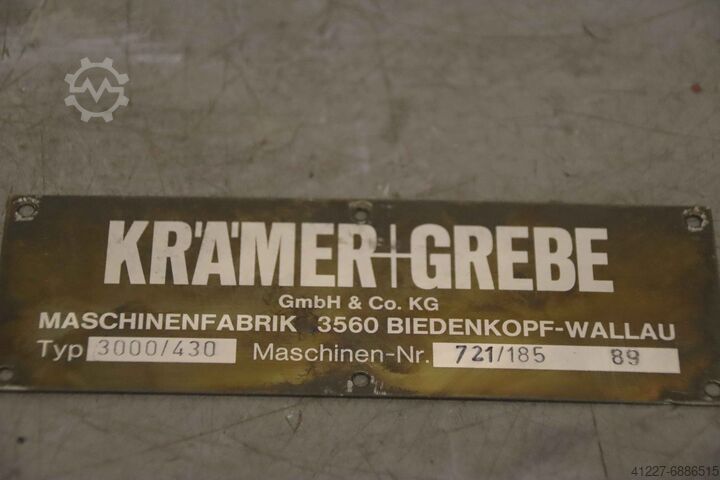 KRÄMER+GREBE
GmbH & Co. KG
MASCHINENFABRIK 3560 BIEDENKOPF-WALLAU
Typ 3000/430 Maschinen-Nr. 721/185 89
41227-6886515